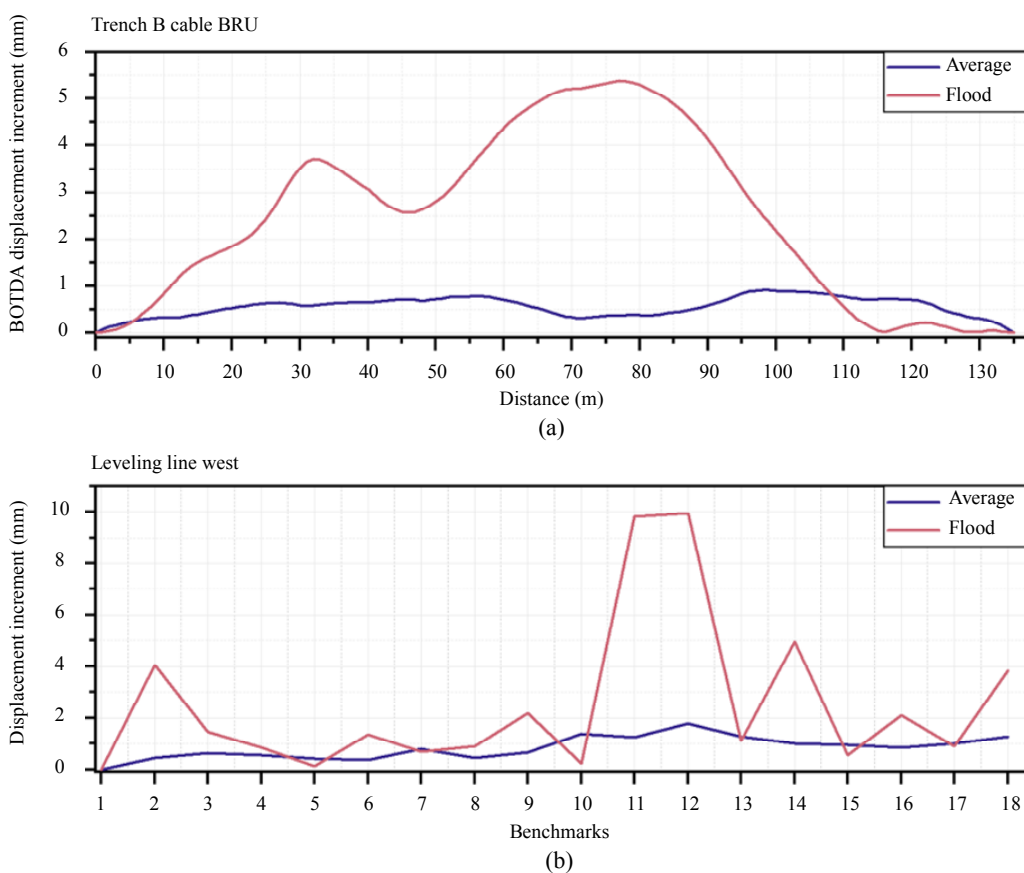 Trench B cable BRU
BOTDA displacement increment (mm)
6
5
4
3
2
1
0
Average
Flood
0 10 20 30 40 50 60 70 80 90 100 110 120 130
Distance (m)
(a)
Leveling line west
Displacement increment (mm)
10
8
6
4
2
0
Average
Flood
1 2 3 4 5 6 7 8 9 10 11 12 13 14 15 16 17 18
Benchmarks
(b)